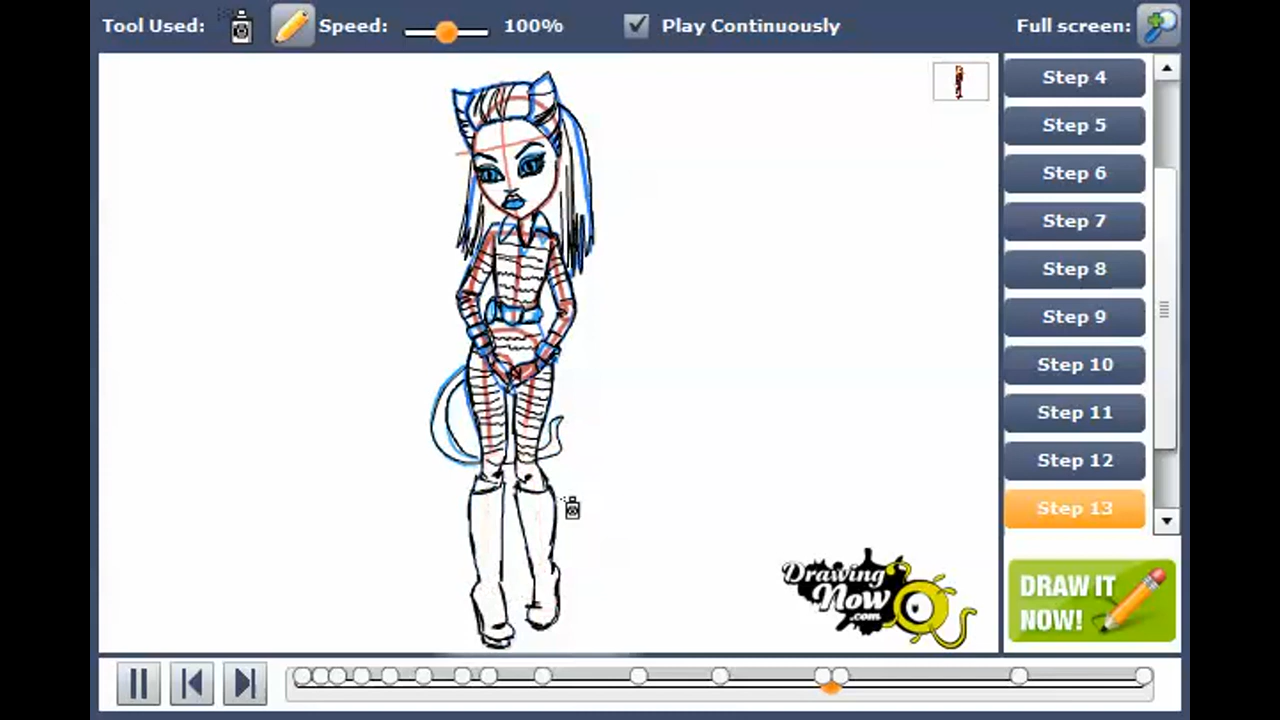 Tool Used:
Speed:
100%
Play Continuously
Full screen:
Step 4
Step 5
Step 6
Step 7
Step 8
Step 9
Step 10
Step 11
Step 12
Step 13
Drawing
Now
.com
DRAW IT
NOW!